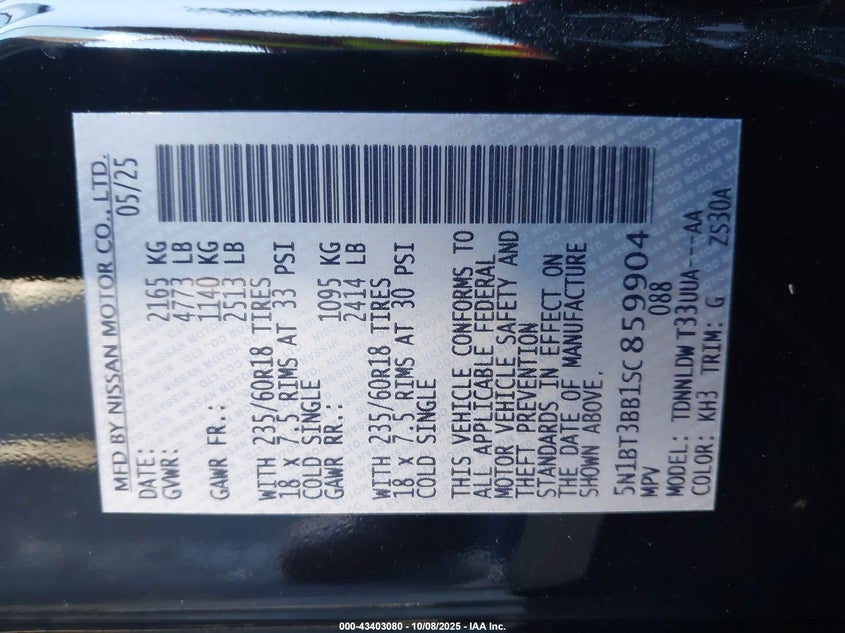 MFD BY NISSAN MOTOR CO., LTD.
DATE: 05/25
GVWR: 2165 KG
4773 LB
GAWR FR.: 1140 KG
2513 LB
WITH 235/60R18 TIRES
18 x 7.5 RIMS AT 33 PSI
COLD SINGLE
GAWR RR.: 1095 KG
2414 LB
WITH 235/60R18 TIRES
18 x 7.5 RIMS AT 30 PSI
COLD SINGLE
THIS VEHICLE CONFORMS TO
ALL APPLICABLE FEDERAL
MOTOR VEHICLE SAFETY AND
THEFT PREVENTION
STANDARDS IN EFFECT ON
THE DATE OF MANUFACTURE
SHOWN ABOVE.
5N1BT3BB1SC859904
MPV 088
MODEL: TDNNLDW T33UUA---AA
COLOR: KH3 TRIM: G ZS30A
000-43403080 - 10/08/2025 - IAA Inc.